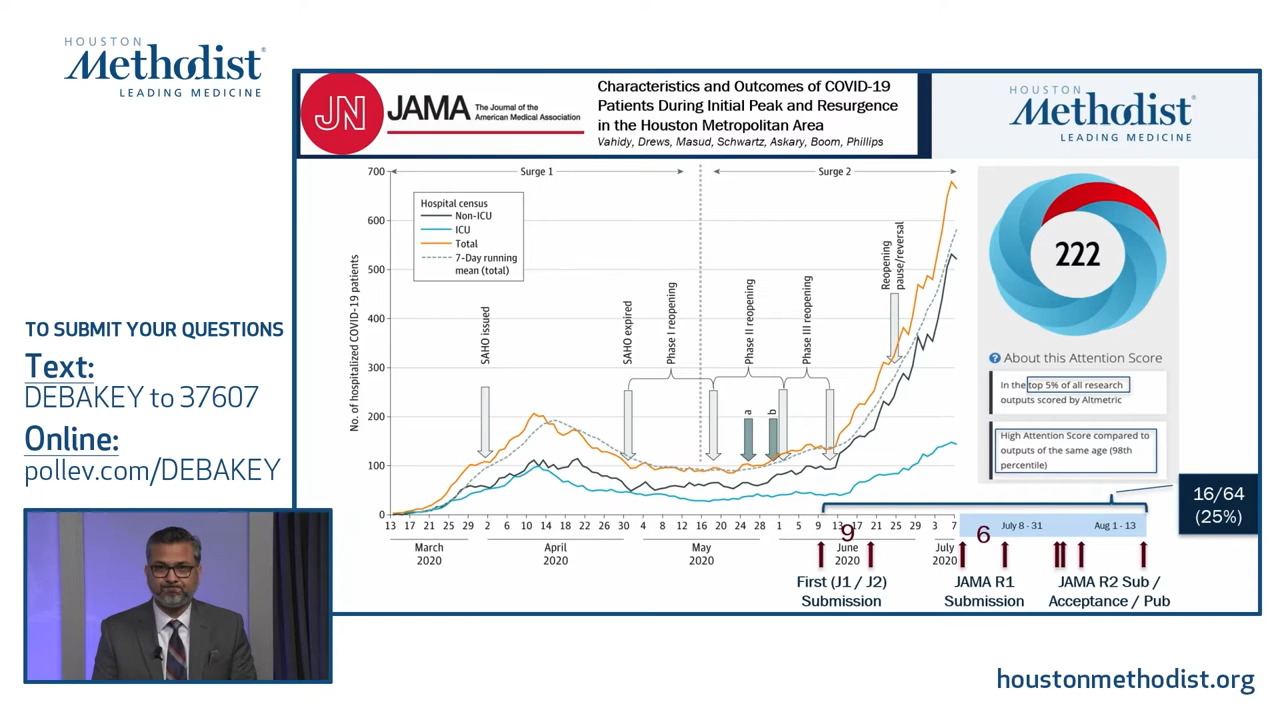 HOUSTON
Methodist
LEADING MEDICINE
TO SUBMIT YOUR QUESTIONS
Text:
DEBAKEY to 37607
Online:
pollev.com/DEBAKEY
JN
JAMA
The Journal of the
American Medical Association
Characteristics and Outcomes of COVID-19
Patients During Initial Peak and Resurgence
in the Houston Metropolitan Area
Vahidy, Drews, Masud, Schwartz, Askary, Boom, Phillips
HOUSTON
Methodist
LEADING MEDICINE
Surge 1
Surge 2
No. of hospitalized COVID-19 patients
700
600
500
400
300
200
100
0
Hospital census
Non-ICU
ICU
Total
7-Day running
mean (total)
SAHO issued
SAHO expired
Phase I reopening
Phase II reopening
a
b
Phase III reopening
Reopening
pause/reversal
13 17 21 25 29 2 6 10 14 18 22 26 30 4 8 12 16 20 24 28 1 5 9 13 17 21 25 29 3 7
March
2020
April
2020
May
2020
June
2020
July
2020
9
6
July 8 - 31
Aug 1 - 13
First (J1 / J2)
Submission
JAMA R1
Submission
JAMA R2 Sub /
Acceptance / Pub
222
? About this Attention Score
In the top 5% of all research
outputs scored by Altmetric
High Attention Score compared to
outputs of the same age (98th
percentile)
16/64
(25%)
houstonmethodist.org